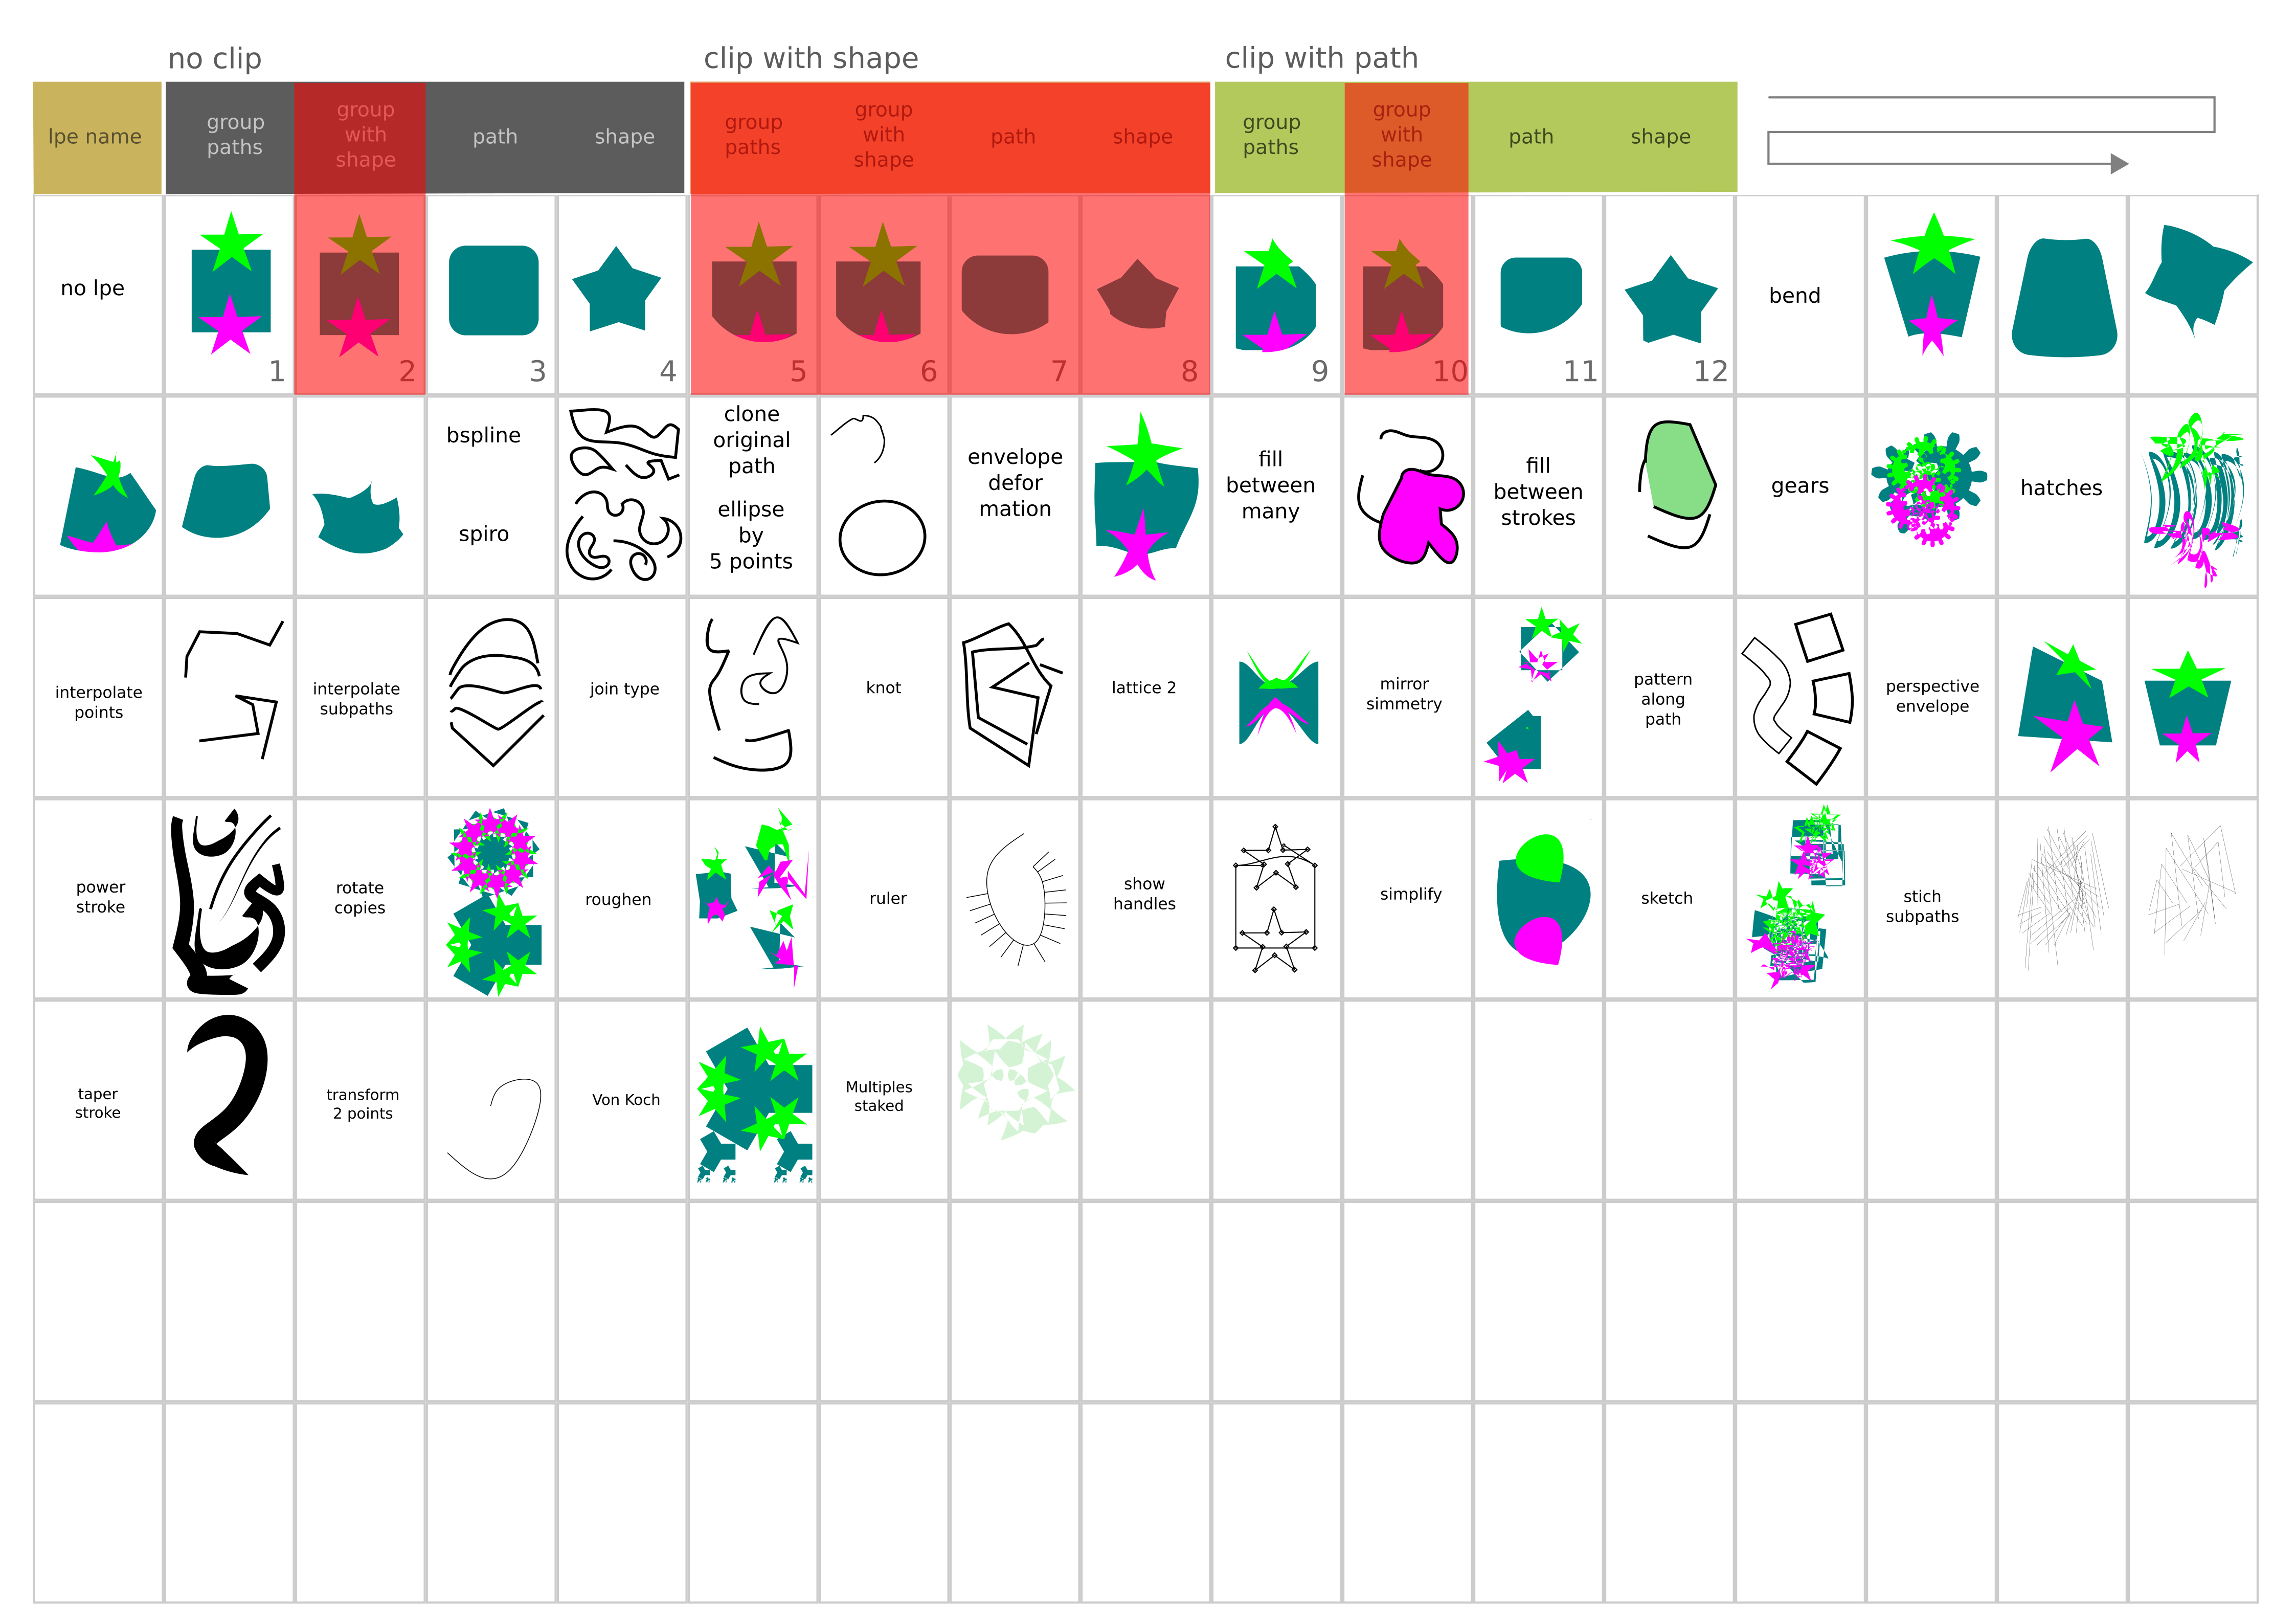 no clip
clip with shape
clip with path
lpe name
group
paths
group
with
shape
path
shape
group
paths
group
with
shape
path
shape
group
paths
group
with
shape
path
shape
no lpe
1
2
3
4
5
6
7
8
9
10
11
12
bend
bspline
spiro
clone
original
path
ellipse
by
5 points
envelope
defor
mation
fill
between
many
fill
between
strokes
gears
hatches
interpolate
points
interpolate
subpaths
join type
knot
lattice 2
mirror
simmetry
pattern
along
path
perspective
envelope
power
stroke
rotate
copies
roughen
ruler
show
handles
simplify
sketch
stich
subpaths
taper
stroke
transform
2 points
Von Koch
Multiples
staked